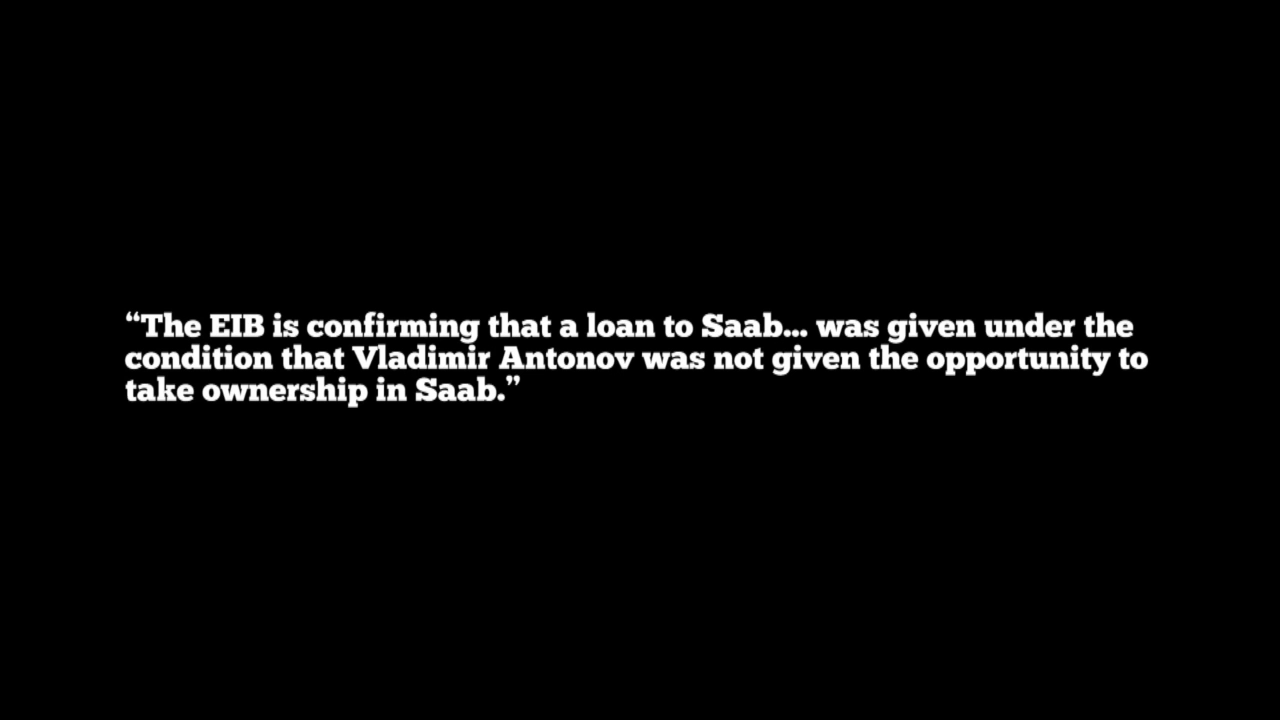 “The EIB is confirming that a loan to Saab... was given under the
condition that Vladimir Antonov was not given the opportunity to
take ownership in Saab.”